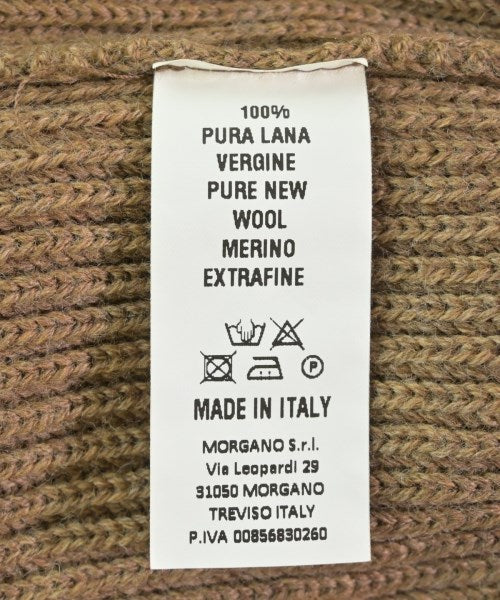 100%
PURA LANA
VERGINE
PURE NEW
WOOL
MERINO
EXTRAFINE
P
MADE IN ITALY
MORGANO S.r.l.
Via Leopardi 29
31050 MORGANO
TREVISO ITALY
P.IVA 00856830260